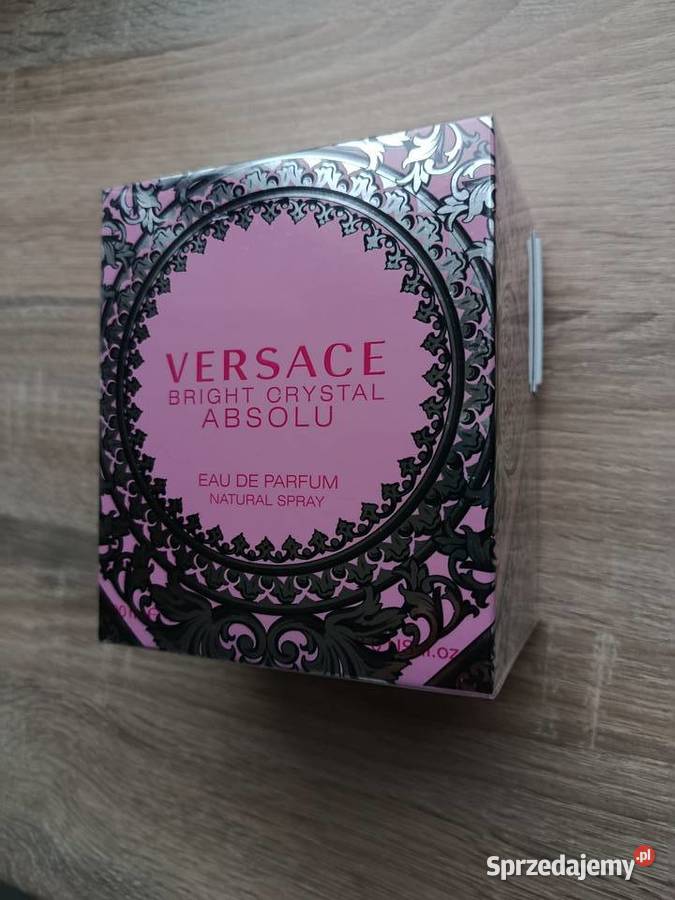 VERSACE
BRIGHT CRYSTAL
ABSOLU
EAU DE PARFUM
NATURAL SPRAY
Sprzedajemy.pl